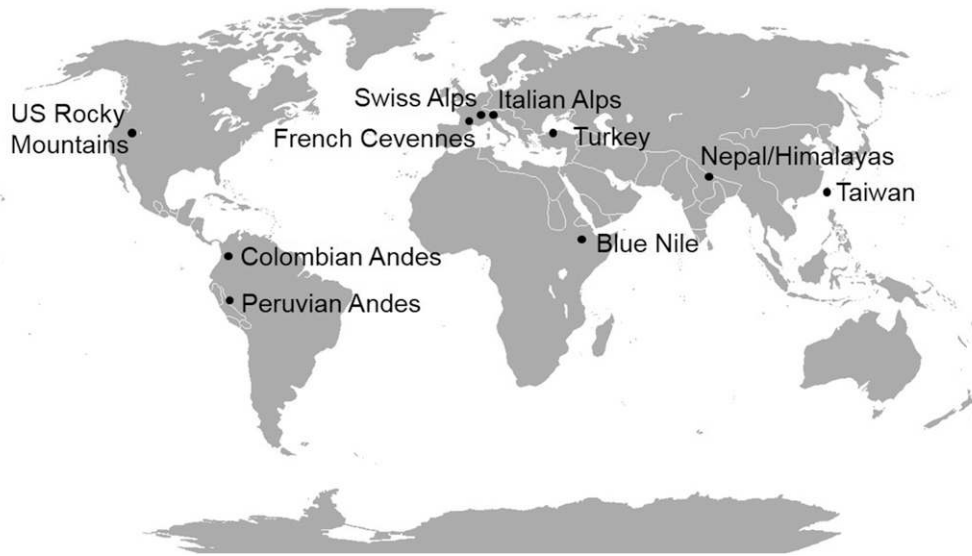 Swiss Alps
Italian Alps
US Rocky
Mountains
French Cevennes
Turkey
Nepal/Himalayas
Taiwan
Blue Nile
Colombian Andes
Peruvian Andes